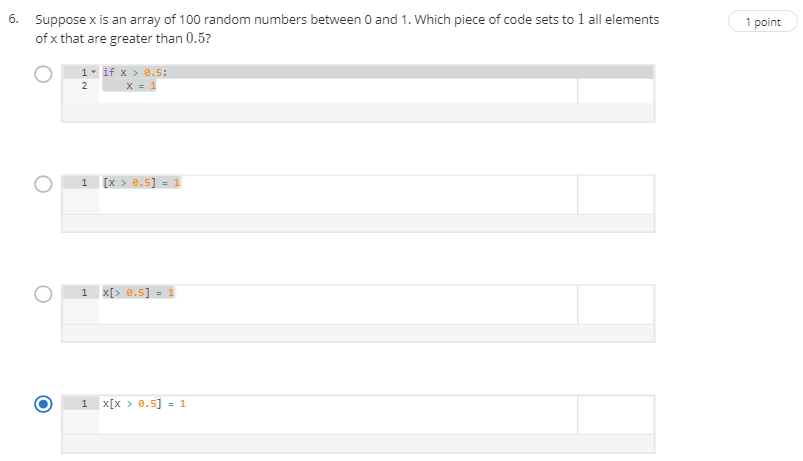 6. Suppose x is an array of 100 random numbers between 0 and 1. Which piece of code sets to 1 all elements
of x that are greater than 0.5?
1 point
1 if x > 0.5:
2 x = 1
1 [x > 0.5] = 1
1 x[> 0.5] = 1
1 x[x > 0.5] = 1